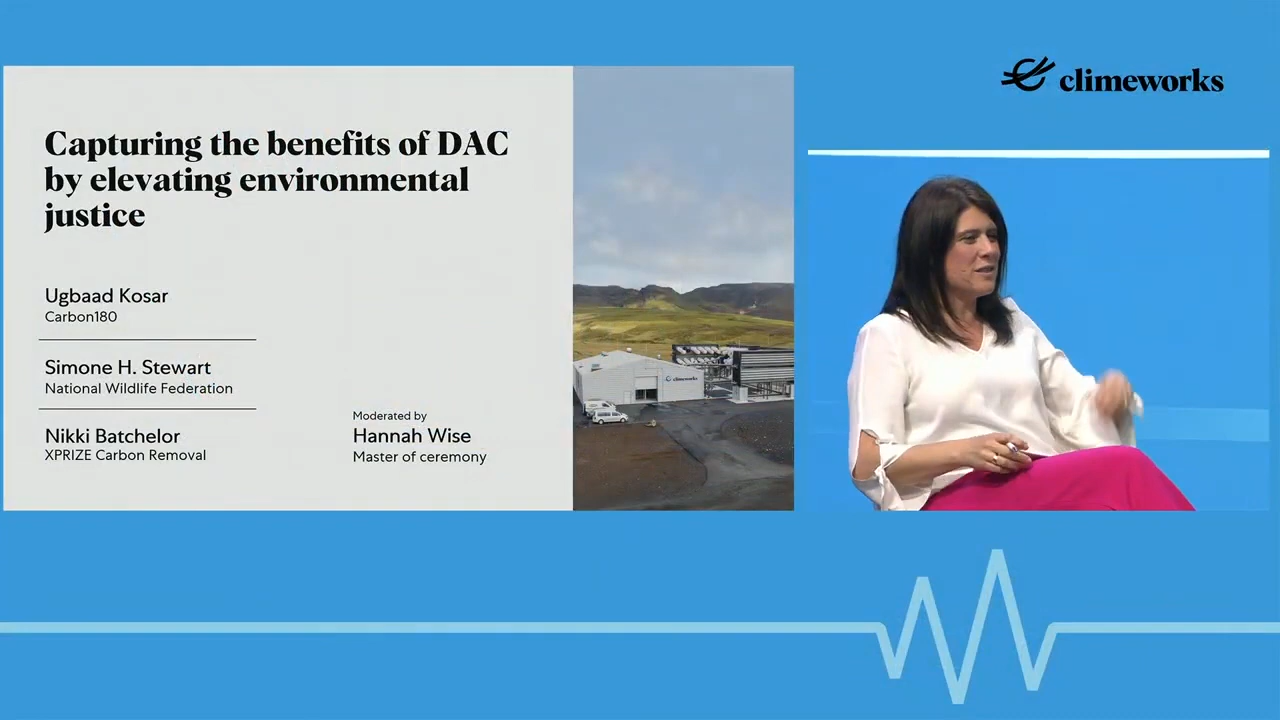 climeworks
Capturing the benefits of DAC
by elevating environmental
justice
Ugbaad Kosar
Carbon180
Simone H. Stewart
National Wildlife Federation
Nikki Batchelor
XPRIZE Carbon Removal
Moderated by
Hannah Wise
Master of ceremony
climeworks